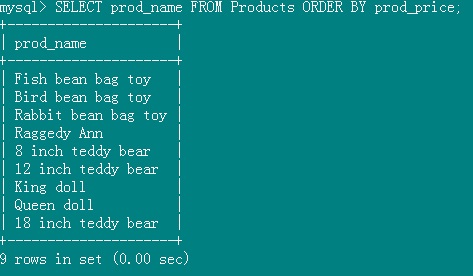 mysql> SELECT prod_name FROM Products ORDER BY prod_price;
+--------------------+
| prod_name          |
+--------------------+
| Fish bean bag toy  |
| Bird bean bag toy  |
| Rabbit bean bag toy |
| Raggedy Ann        |
| 8 inch teddy bear  |
| 12 inch teddy bear |
| King doll          |
| Queen doll         |
| 18 inch teddy bear |
+--------------------+
9 rows in set (0.00 sec)